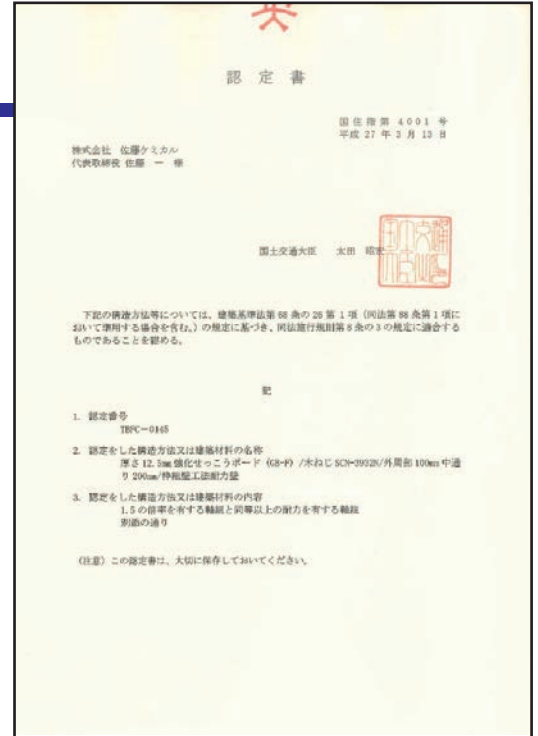 認定書
国住指第 4001 号
平成 27 年 3 月 13 日
株式会社 佐藤ケミカル
代表取締役 佐藤 一 様
国土交通大臣 太田 昭宏
下記の構造方法等については、建築基準法第 68 条の 26 第 1 項（同法第 88 条第 1 項に
おいて準用する場合を含む。）の規定に基づき、同法施行規則第 8 条の 3 の規定に適合する
ものであることを認める。
記
1. 認定番号
TBFC-0165
2. 認定をした構造方法又は建築材料の名称
厚さ 12.5mm 強化せっこうボード（GB-F）/木ねじ SCN-3932N/外周部 100mm 中通
り 200mm/枠組壁工法耐力壁
3. 認定をした構造方法又は建築材料の内容
1.5 の倍率を有する軸組と同等以上の耐力を有する軸組
別添の通り
（注意）この認定書は、大切に保存しておいてください。